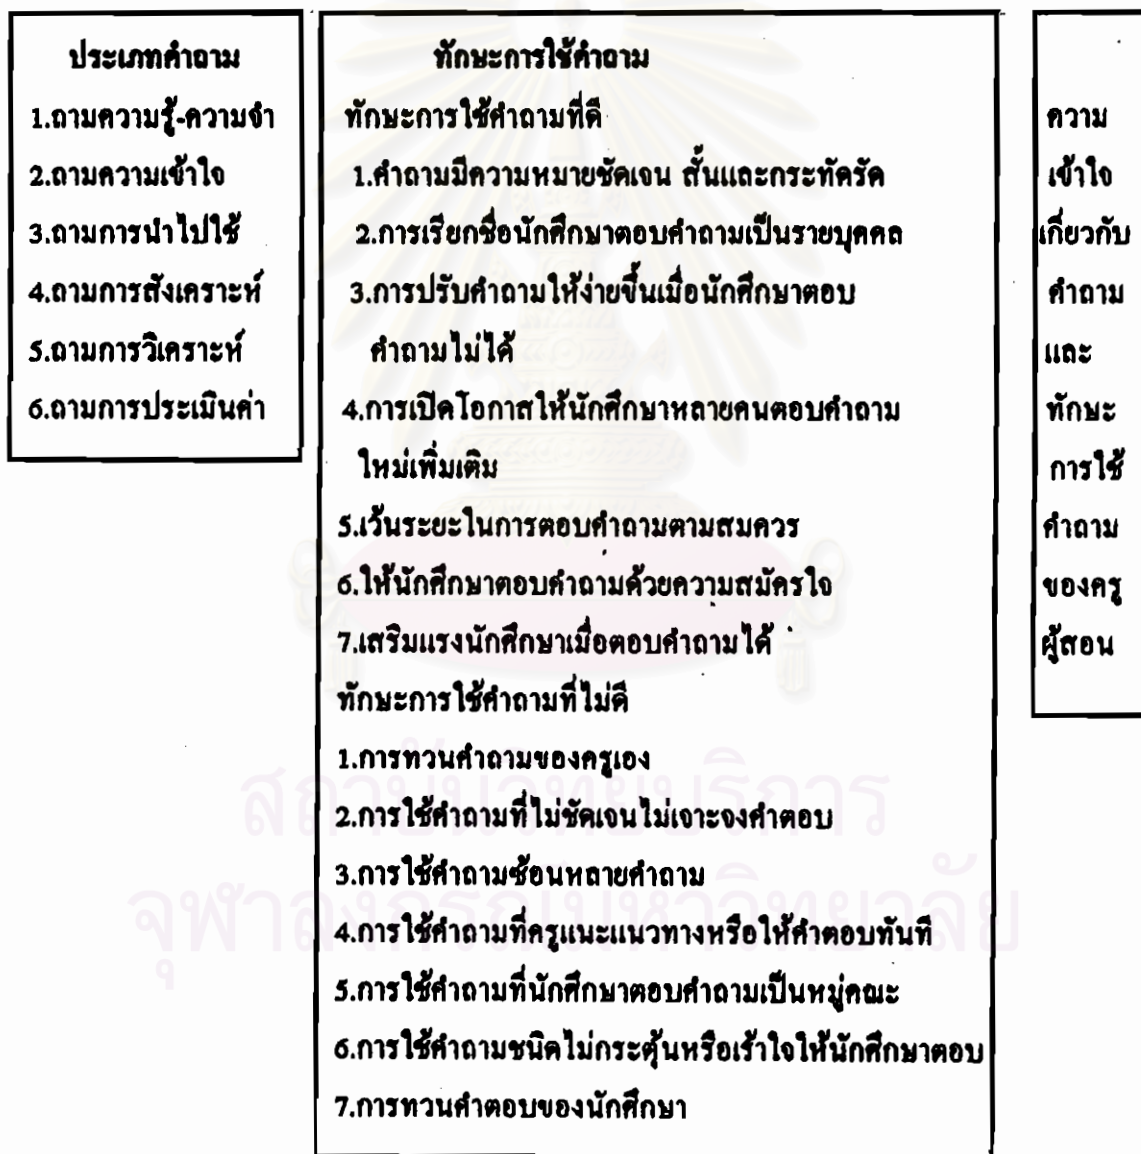 ประเภทคำถาม
1.ถามความรู้-ความจำ
2.ถามความเข้าใจ
3.ถามการนำไปใช้
4.ถามการสังเคราะห์
5.ถามการวิเคราะห์
6.ถามการประเมินค่า
ทักษะการใช้คำถาม
ทักษะการใช้คำถามที่ดี
1.คำถามมีความหมายชัดเจน สั้นและกระทัดรัด
2.การเรียกชื่อนักศึกษาตอบคำถามเป็นรายบุคคล
3.การปรับคำถามให้ง่ายขึ้นเมื่อนักศึกษาตอบ
คำถามไม่ได้
4.การเปิดโอกาสให้นักศึกษาหลายคนตอบคำถาม
ใหม่เพิ่มเติม
5.เว้นระยะในการตอบคำถามตามสมควร
6.ให้นักศึกษาตอบคำถามด้วยความสมัครใจ
7.เสริมแรงนักศึกษาเมื่อตอบคำถามได้
ทักษะการใช้คำถามที่ไม่ดี
1.การทวนคำถามของครูเอง
2.การใช้คำถามที่ไม่ชัดเจนไม่เจาะจงคำตอบ
3.การใช้คำถามซ้อนหลายคำถาม
4.การใช้คำถามที่ครูแนะแนวทางหรือให้คำตอบทันที
5.การใช้คำถามที่นักศึกษาตอบคำถามเป็นหมู่คณะ
6.การใช้คำถามชนิดไม่กระตุ้นหรือเร้าใจให้นักศึกษาตอบ
7.การทวนคำตอบของนักศึกษา
ความ
เข้าใจ
เกี่ยวกับ
คำถาม
และ
ทักษะ
การใช้
คำถาม
ของครู
ผู้สอน
สถาบันวิทยบริการ
จุฬาลงกรณ์มหาวิทยาลัย